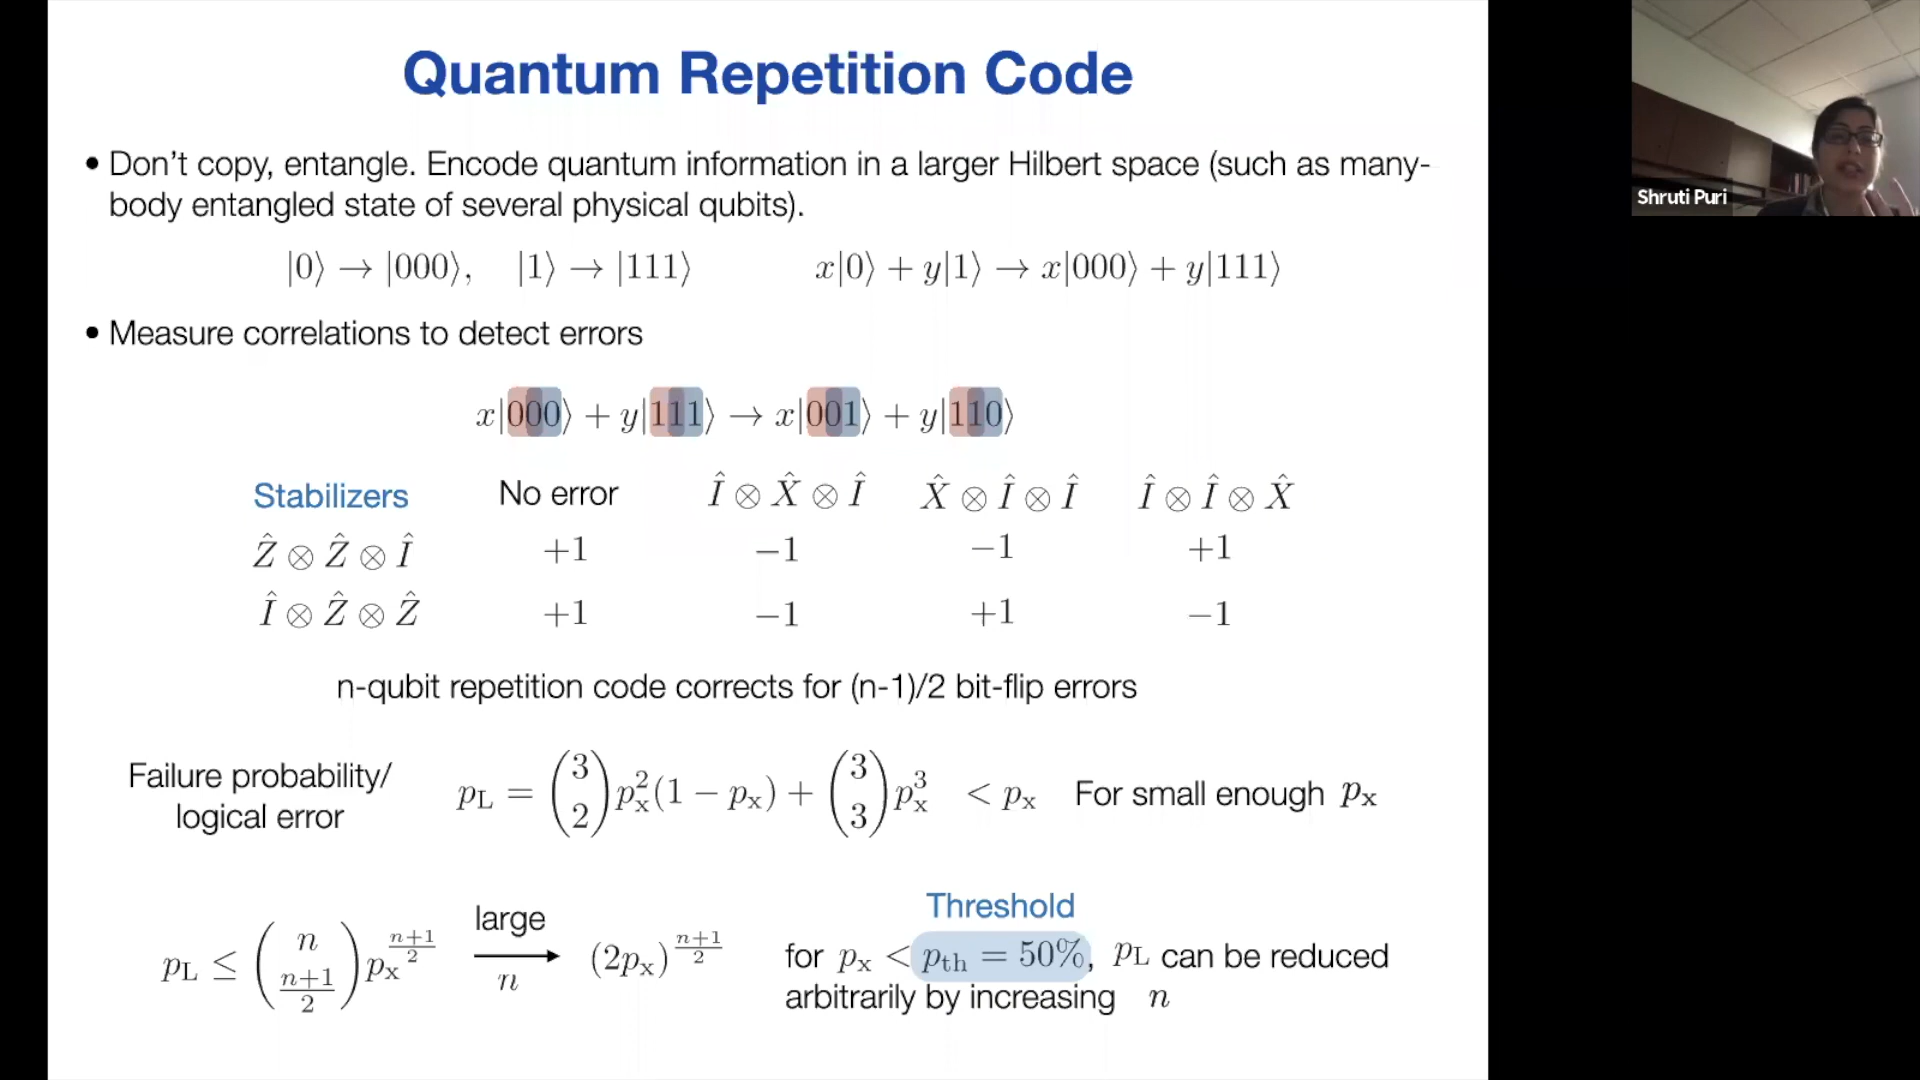 Quantum Repetition Code
• Don't copy, entangle. Encode quantum information in a larger Hilbert space (such as many-
body entangled state of several physical qubits).
|0⟩ → |000⟩, |1⟩ → |111⟩ x|0⟩ + y|1⟩ → x|000⟩ + y|111⟩
• Measure correlations to detect errors
x|000⟩ + y|111⟩ → x|001⟩ + y|110⟩
Stabilizers No error Î ⊗ X̂ ⊗ Î X̂ ⊗ Î ⊗ Î Î ⊗ Î ⊗ X̂
Ẑ ⊗ Ẑ ⊗ Î +1 −1 −1 +1
Î ⊗ Ẑ ⊗ Ẑ +1 −1 +1 −1
n-qubit repetition code corrects for (n-1)/2 bit-flip errors
Failure probability/
logical error
p_L = (3 2) p_x^2 (1 − p_x) + (3 3) p_x^3 < p_x For small enough p_x
p_L ≤ (n (n+1)/2) p_x^((n+1)/2) large n → (2p_x)^((n+1)/2)
Threshold
for p_x < p_th = 50%, p_L can be reduced
arbitrarily by increasing n
Shruti Puri